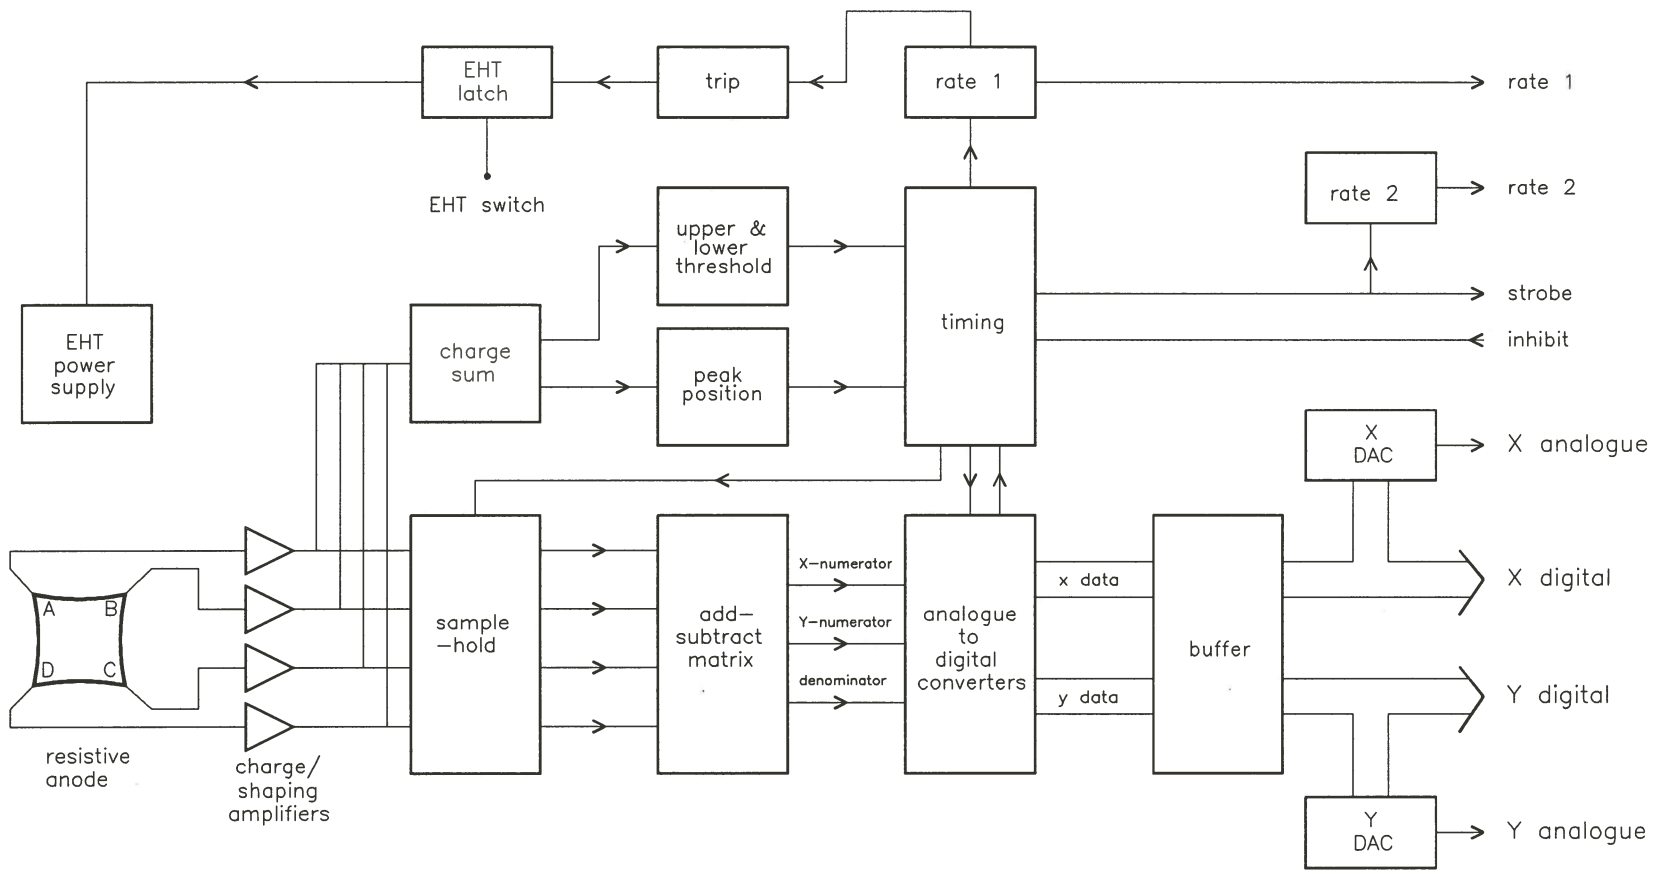 EHT
latch
trip
rate 1
rate 1
rate 2
rate 2
EHT switch
upper &
lower
threshold
strobe
timing
inhibit
EHT
power
supply
charge
sum
peak
position
X
DAC
X analogue
X-numerator
x data
X digital
A B
D C
sample
-hold
add-
subtract
matrix
Y-numerator
analogue
to
digital
converters
buffer
denominator
y data
Y digital
resistive
anode
charge/
shaping
amplifiers
Y
DAC
Y analogue